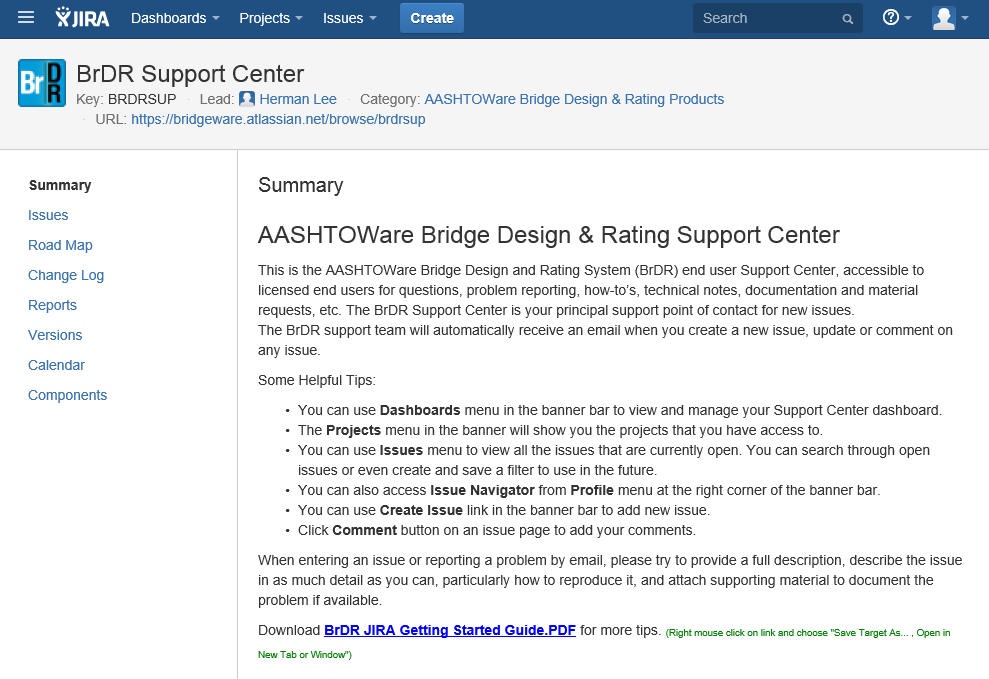 JIRA Dashboards Projects Issues Create Search
Br DR
BrDR Support Center
Key: BRDRSUP · Lead: Herman Lee · Category: AASHTOWare Bridge Design & Rating Products
· URL: https://bridgeware.atlassian.net/browse/brdrsup
Summary
Issues
Road Map
Change Log
Reports
Versions
Calendar
Components
Summary
AASHTOWare Bridge Design & Rating Support Center
This is the AASHTOWare Bridge Design and Rating System (BrDR) end user Support Center, accessible to
licensed end users for questions, problem reporting, how-to's, technical notes, documentation and material
requests, etc. The BrDR Support Center is your principal support point of contact for new issues.
The BrDR support team will automatically receive an email when you create a new issue, update or comment on
any issue.
Some Helpful Tips:
• You can use Dashboards menu in the banner bar to view and manage your Support Center dashboard.
• The Projects menu in the banner will show you the projects that you have access to.
• You can use Issues menu to view all the issues that are currently open. You can search through open
issues or even create and save a filter to use in the future.
• You can also access Issue Navigator from Profile menu at the right corner of the banner bar.
• You can use Create Issue link in the banner bar to add new issue.
• Click Comment button on an issue page to add your comments.
When entering an issue or reporting a problem by email, please try to provide a full description, describe the issue
in as much detail as you can, particularly how to reproduce it, and attach supporting material to document the
problem if available.
Download BrDR JIRA Getting Started Guide.PDF for more tips. (Right mouse click on link and choose "Save Target As... , Open in
New Tab or Window")